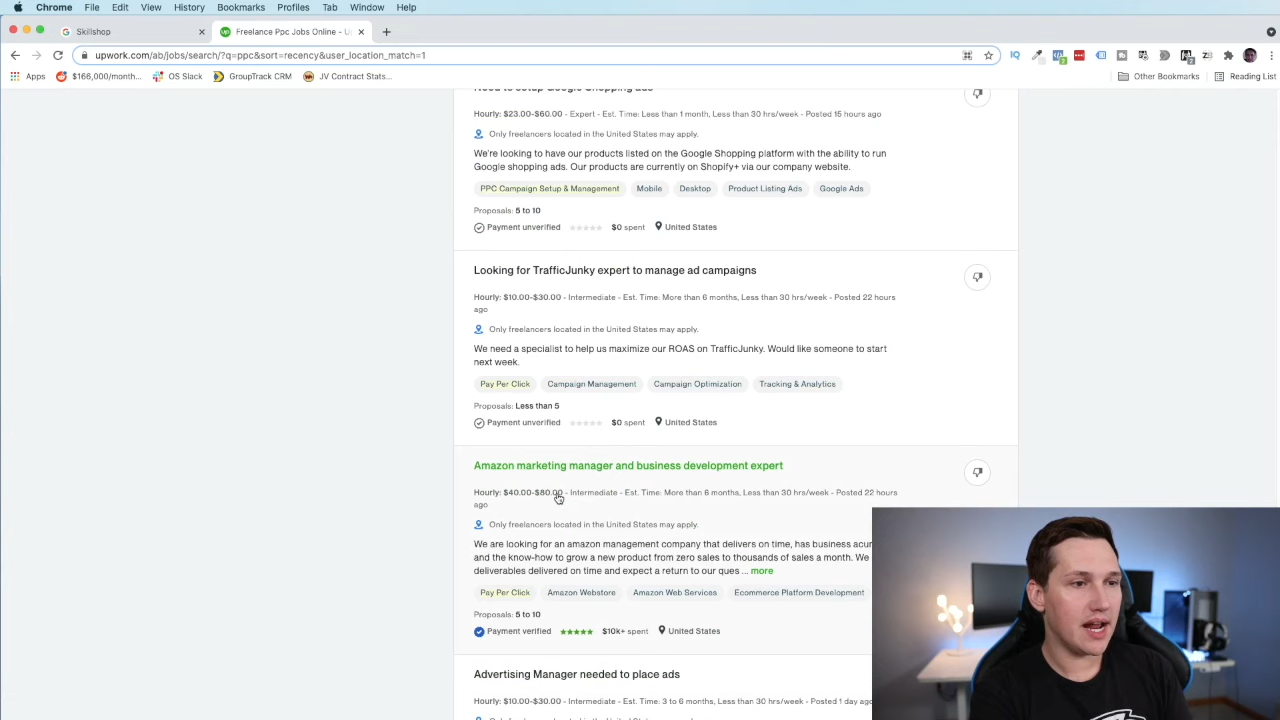 Chrome File Edit View History Bookmarks Profiles Tab Window Help
Skillshop
Freelance Ppc Jobs Online - U
upwork.com/ab/jobs/search/?q=ppc&sort=recency&user_location_match=1
Apps $166,000/month... OS Slack GroupTrack CRM JV Contract Stats... Other Bookmarks Reading List
Need to setup Google Shopping ads
Hourly: $23.00-$60.00 - Expert - Est. Time: Less than 1 month, Less than 30 hrs/week - Posted 15 hours ago
Only freelancers located in the United States may apply.
We're looking to have our products listed on the Google Shopping platform with the ability to run
Google shopping ads. Our products are currently on Shopify+ via our company website.
PPC Campaign Setup & Management Mobile Desktop Product Listing Ads Google Ads
Proposals: 5 to 10
Payment unverified $0 spent United States
Looking for TrafficJunky expert to manage ad campaigns
Hourly: $10.00-$30.00 - Intermediate - Est. Time: More than 6 months, Less than 30 hrs/week - Posted 22 hours
ago
Only freelancers located in the United States may apply.
We need a specialist to help us maximize our ROAS on TrafficJunky. Would like someone to start
next week.
Pay Per Click Campaign Management Campaign Optimization Tracking & Analytics
Proposals: Less than 5
Payment unverified $0 spent United States
Amazon marketing manager and business development expert
Hourly: $40.00-$80.00 - Intermediate - Est. Time: More than 6 months, Less than 30 hrs/week - Posted 22 hours
ago
Only freelancers located in the United States may apply.
We are looking for an amazon management company that delivers on time, has business acur
and the know-how to grow a new product from zero sales to thousands of sales a month. We
deliverables delivered on time and expect a return to our ques ... more
Pay Per Click Amazon Webstore Amazon Web Services Ecommerce Platform Development
Proposals: 5 to 10
Payment verified $10k+ spent United States
Advertising Manager needed to place ads
Hourly: $10.00-$30.00 - Intermediate - Est. Time: 3 to 6 months, Less than 30 hrs/week - Posted 1 day ago